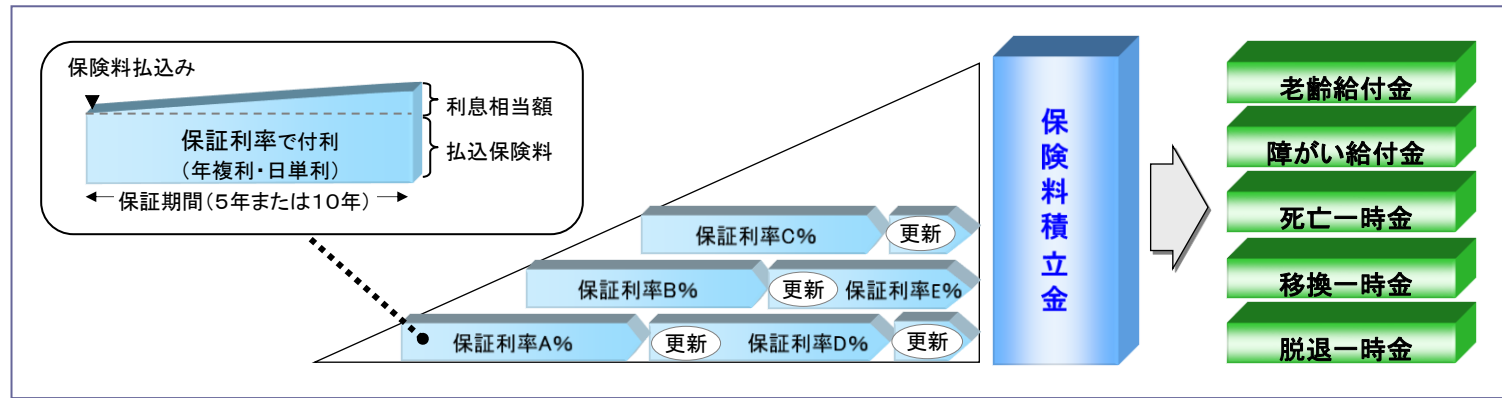 保険料払込み
利息相当額
保証利率で付利
(年複利・日単利)
払込保険料
保証期間(5年または10年)
保証利率C%
更新
保証利率B%
更新
保証利率E%
保証利率A%
更新
保証利率D%
更新
保険料積立金
老齢給付金
障がい給付金
死亡一時金
移換一時金
脱退一時金